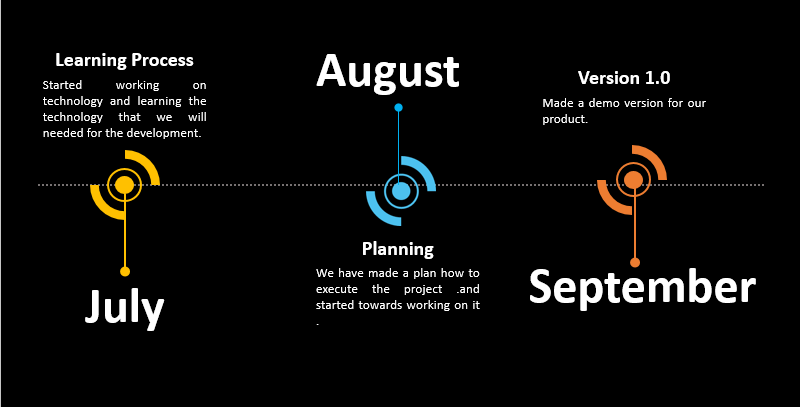 Learning Process
Started working on
technology and learning the
technology that we will
needed for the development.
July
August
Planning
We have made a plan how to
execute the project .and
started towards working on it
.
Version 1.0
Made a demo version for our
product.
September